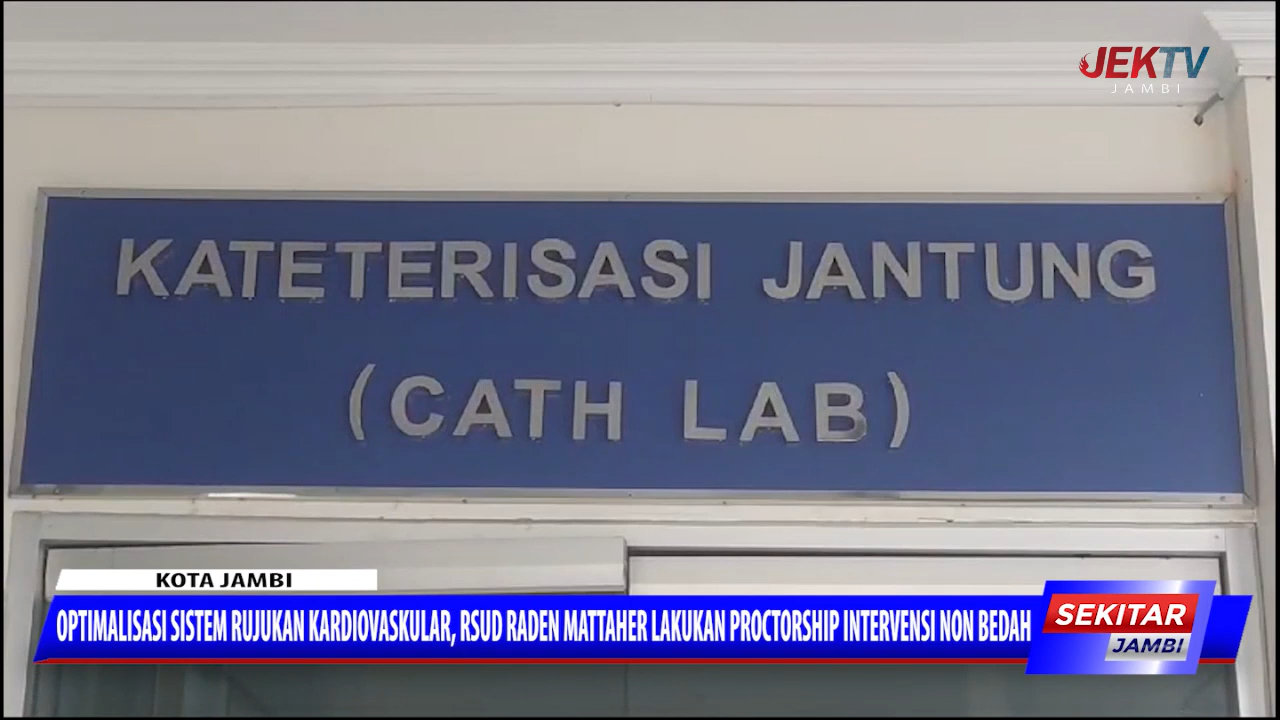 JEKTV
JAMBI
KATETERISASI JANTUNG
(CATH LAB)
KOTA JAMBI
OPTIMALISASI SISTEM RUJUKAN KARDIOVASKULAR, RSUD RADEN MATTAHER LAKUKAN PROCTORSHIP INTERVENSI NON BEDAH
SEKITAR
JAMBI